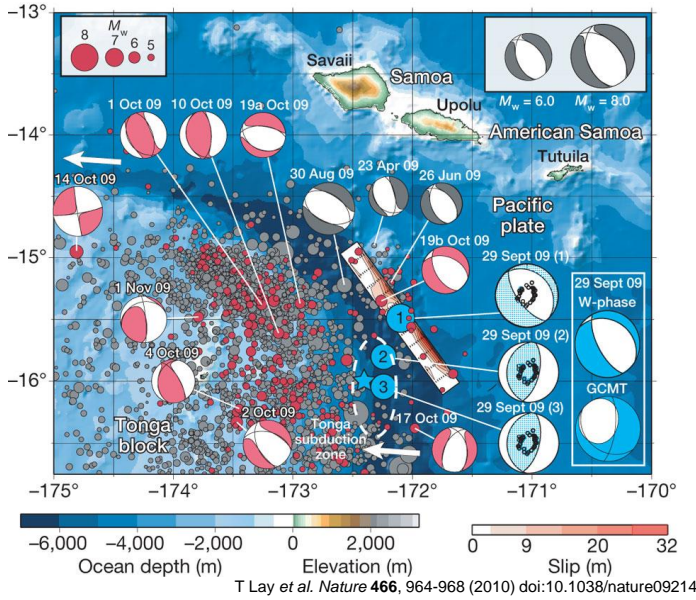 −13°
M w
8 7 6 5
Savaii
Samoa
M w = 6.0 M w = 8.0
1 Oct 09 10 Oct 09 19a Oct 09
Upolu
−14°
American Samoa
Tutuila
14 Oct 09
30 Aug 09
23 Apr 09
26 Jun 09
Pacific
plate
−15°
19b Oct 09
29 Sept 09 (1)
29 Sept 09
W-phase
1 Nov 09
1
29 Sept 09 (2)
2
4 Oct 09
−16°
3
GCMT
29 Sept 09 (3)
2 Oct 09
Tonga
block
Tonga
subduction
zone
17 Oct 09
−175° −174° −173° −172° −171° −170°
−6,000 −4,000 −2,000 0 2,000
Ocean depth (m) Elevation (m)
0 9 20 32
Slip (m)
T Lay et al. Nature 466, 964-968 (2010) doi:10.1038/nature09214